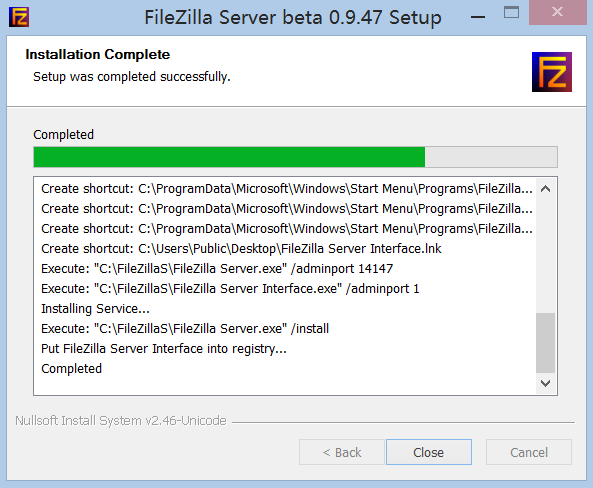 FileZilla Server beta 0.9.47 Setup
Installation Complete
Setup was completed successfully.
Completed
Create shortcut: C:\ProgramData\Microsoft\Windows\Start Menu\Programs\FileZilla...
Create shortcut: C:\ProgramData\Microsoft\Windows\Start Menu\Programs\FileZilla...
Create shortcut: C:\ProgramData\Microsoft\Windows\Start Menu\Programs\FileZilla...
Create shortcut: C:\Users\Public\Desktop\FileZilla Server Interface.lnk
Execute: "C:\FileZillaS\FileZilla Server.exe" /adminport 14147
Execute: "C:\FileZillaS\FileZilla Server Interface.exe" /adminport 1
Installing Service...
Execute: "C:\FileZillaS\FileZilla Server.exe" /install
Put FileZilla Server Interface into registry...
Completed
Nullsoft Install System v2.46-Unicode
< Back Close Cancel